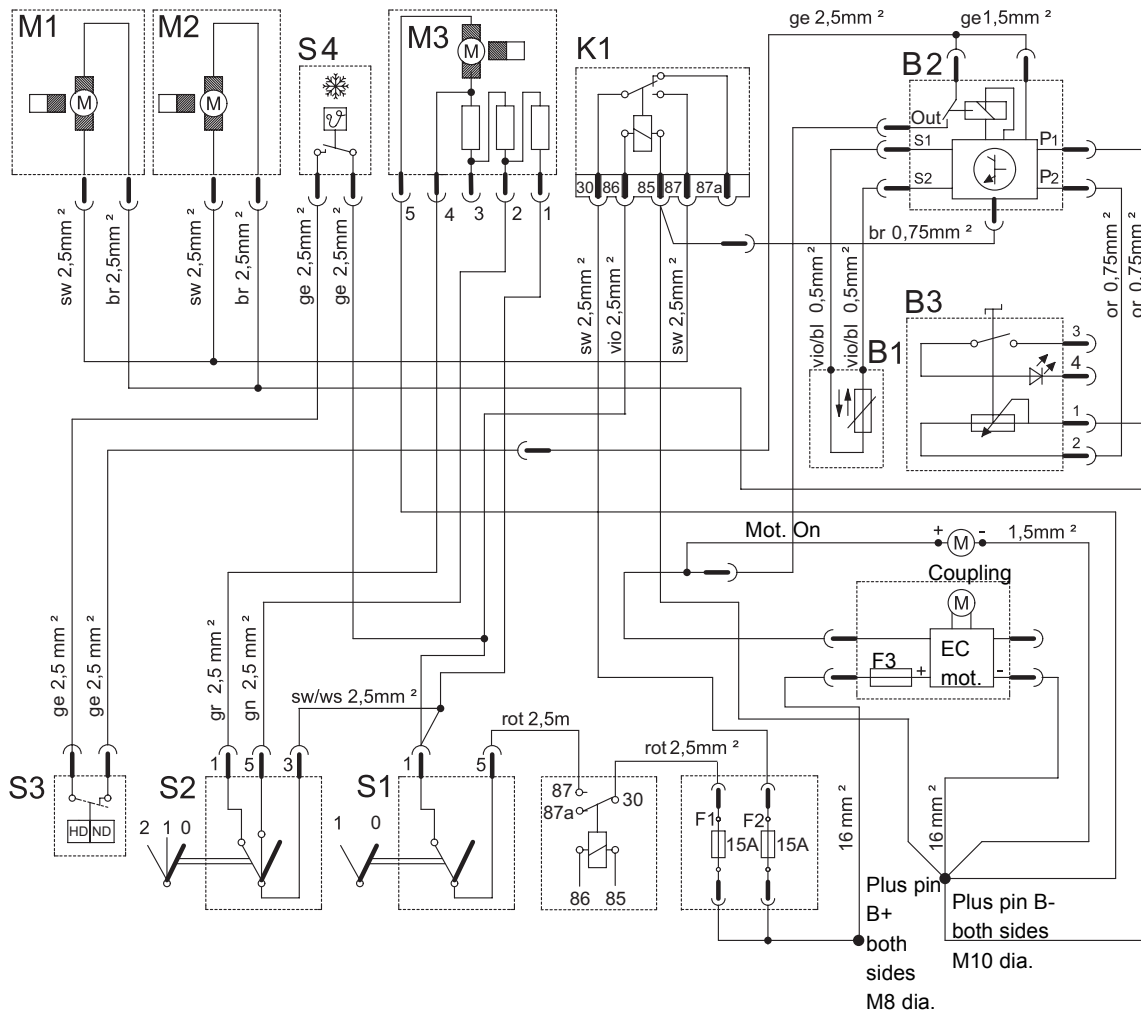 M1
M2
S4
M3
K1
ge 2,5mm ²
ge1,5mm ²
B2
M
M
M
Out
S1
S2
P1
P2
30 86 85 87 87a
5 4 3 2 1
sw 2,5mm ²
br 2,5mm ²
sw 2,5mm ²
br 2,5mm ²
ge 2,5mm ²
ge 2,5mm ²
sw 2,5mm ²
vio 2,5mm ²
sw 2,5mm ²
br 0,75mm ²
vio/bl 0,5mm ²
vio/bl 0,5mm ²
or 0,75mm ²
or 0,75mm ²
B1
B3
3
4
1
2
Mot. On
+ M -
1,5mm ²
Coupling
M
EC
mot.
F3
+
-
ge 2,5 mm ²
ge 2,5 mm ²
gr 2,5 mm ²
gn 2,5 mm ²
sw/ws 2,5mm ²
rot 2,5m
rot 2,5mm ²
16 mm ²
16 mm ²
1 5 3
1 5
S3
HD ND
S2
2 1 0
S1
1 0
87
87a
30
86 85
F1
15A
F2
15A
Plus pin
B+
both
sides
M8 dia.
Plus pin B-
both sides
M10 dia.